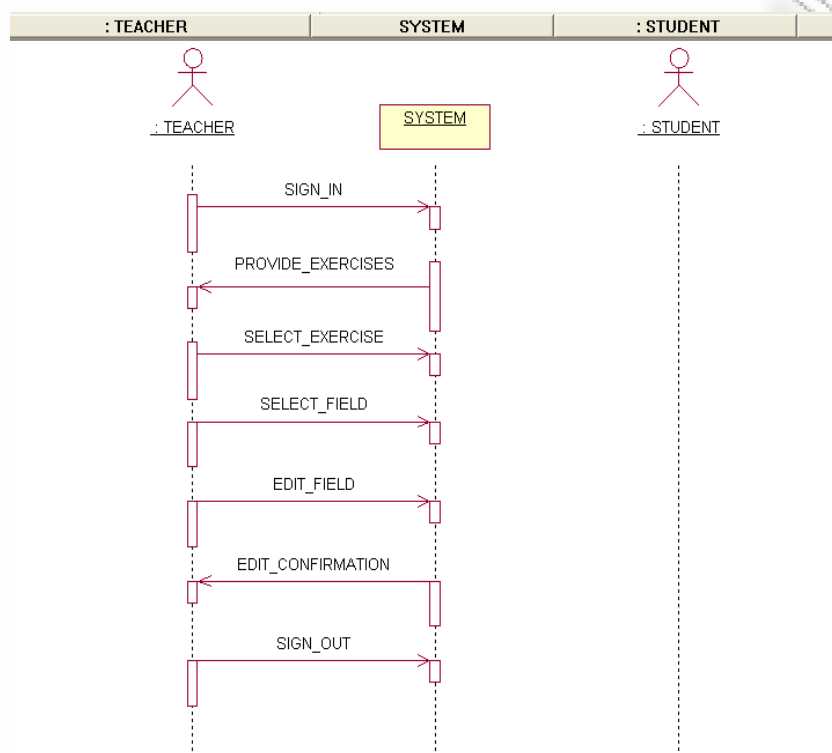 : TEACHER SYSTEM : STUDENT
: TEACHER SYSTEM : STUDENT
SIGN_IN
PROVIDE_EXERCISES
SELECT_EXERCISE
SELECT_FIELD
EDIT_FIELD
EDIT_CONFIRMATION
SIGN_OUT